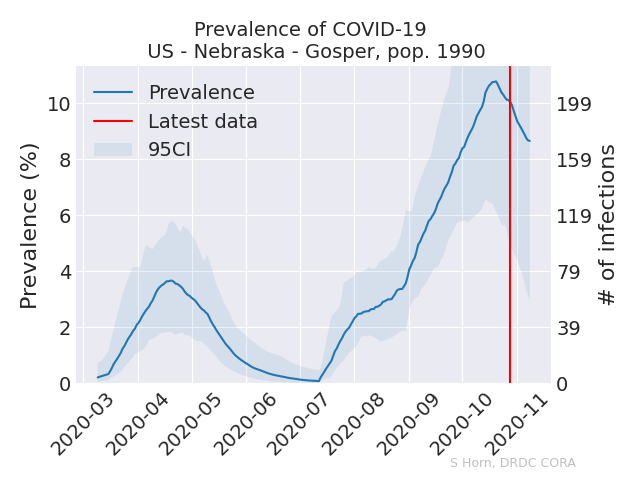 Prevalence of COVID-19
US - Nebraska - Gosper, pop. 1990
Prevalence
Latest data
95CI
Prevalence (%)
10
8
6
4
2
0
199
159
119
79
39
0
# of infections
2020-03
2020-04
2020-05
2020-06
2020-07
2020-08
2020-09
2020-10
2020-11
S Horn, DRDC CORA